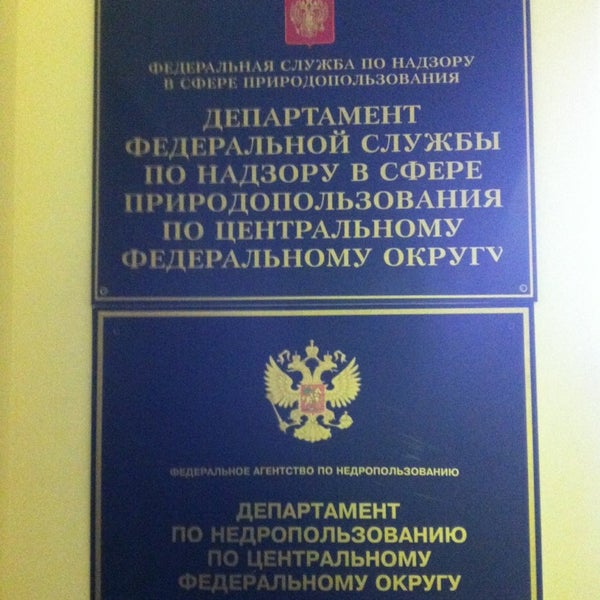 ФЕДЕРАЛЬНАЯ СЛУЖБА ПО НАДЗОРУ
В СФЕРЕ ПРИРОДОПОЛЬЗОВАНИЯ
ДЕПАРТАМЕНТ
ФЕДЕРАЛЬНОЙ СЛУЖБЫ
ПО НАДЗОРУ В СФЕРЕ
ПРИРОДОПОЛЬЗОВАНИЯ
ПО ЦЕНТРАЛЬНОМУ
ФЕДЕРАЛЬНОМУ ОКРУГУ
ФЕДЕРАЛЬНОЕ АГЕНТСТВО ПО НЕДРОПОЛЬЗОВАНИЮ
ДЕПАРТАМЕНТ
ПО НЕДРОПОЛЬЗОВАНИЮ
ПО ЦЕНТРАЛЬНОМУ
ФЕДЕРАЛЬНОМУ ОКРУГУ